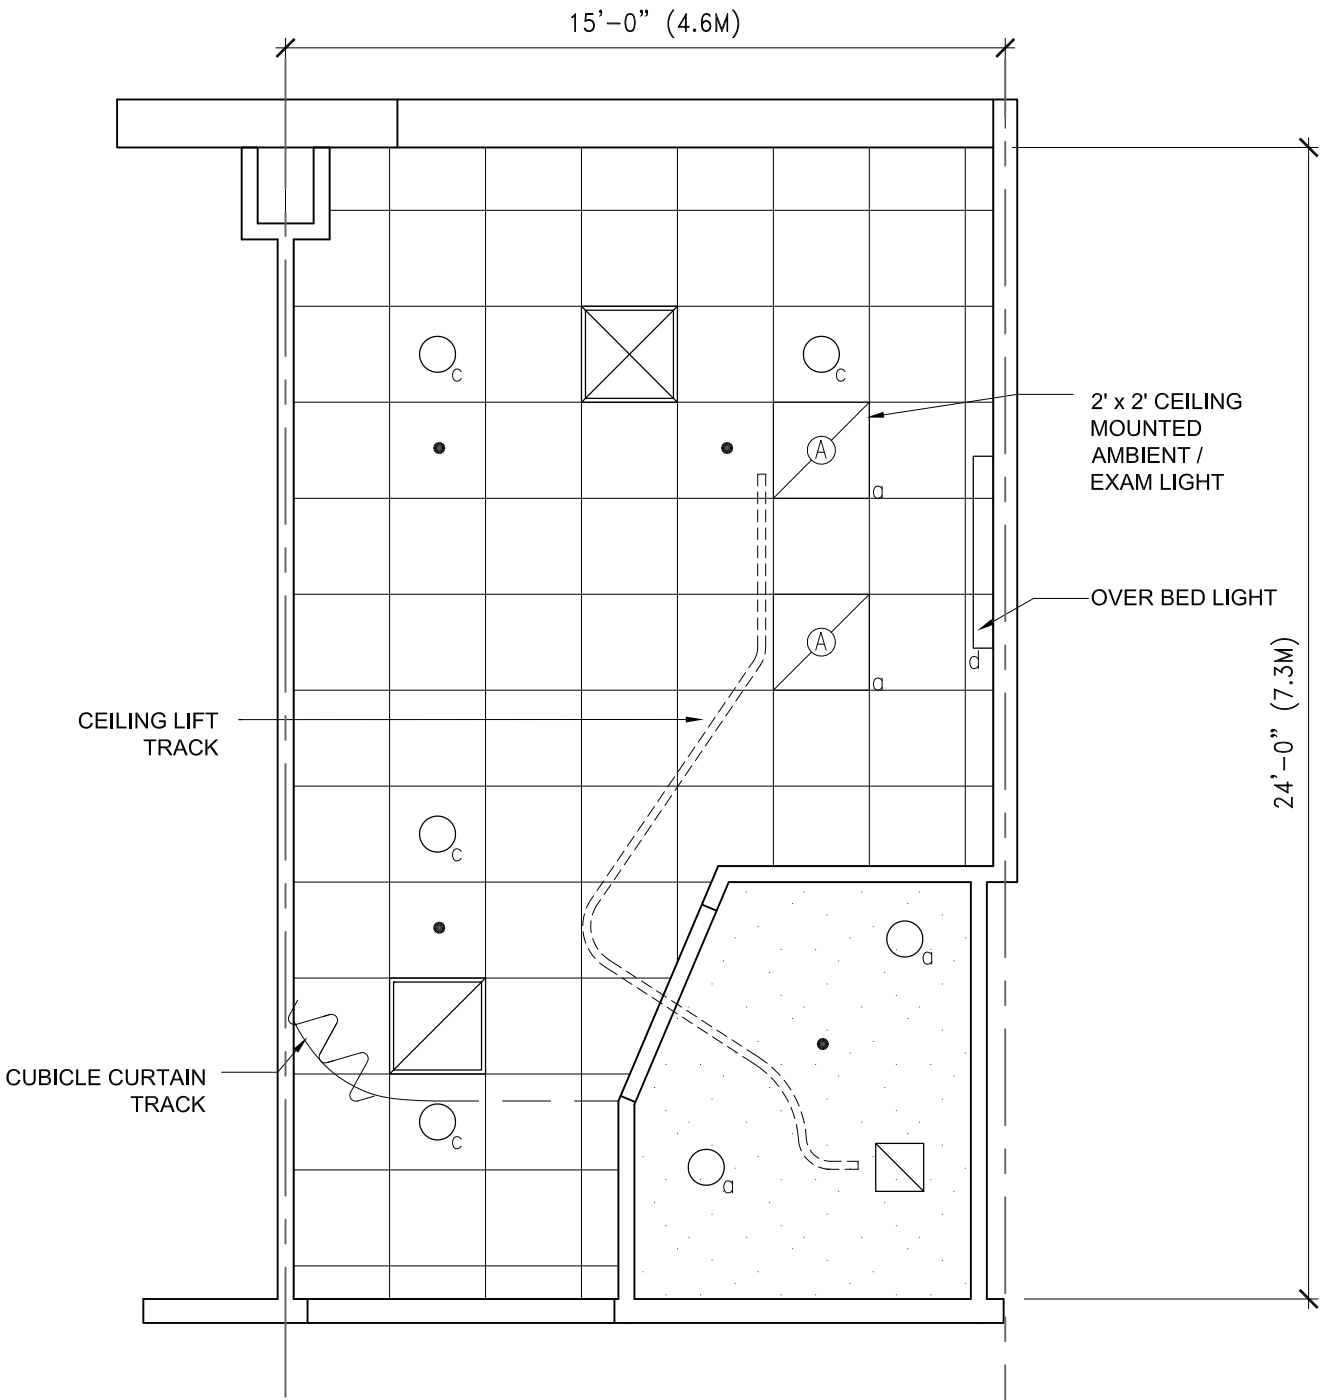 15’-0” (4.6M)
c
c
2' x 2' CEILING
MOUNTED
AMBIENT /
EXAM LIGHT
A
a
OVER BED LIGHT
A
d
a
24’-0” (7.3M)
CEILING LIFT
TRACK
c
a
CUBICLE CURTAIN
TRACK
c
a